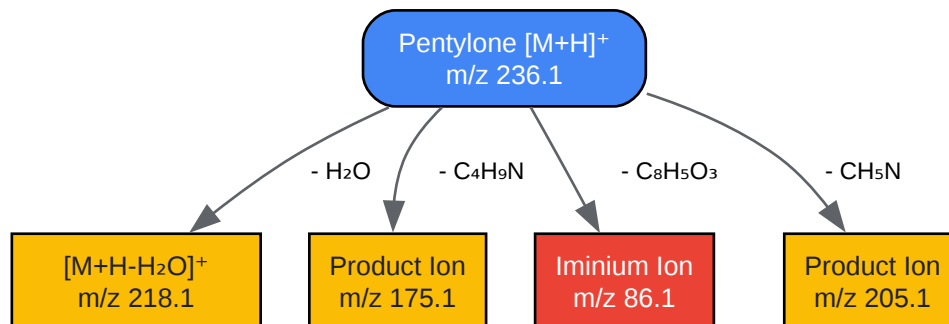 Pentylone [M+H]⁺
m/z 236.1
- H₂O
- C₄H₉N
- C₈H₅O₃
- CH₅N
[M+H-H₂O]⁺
m/z 218.1
Product Ion
m/z 175.1
Iminium Ion
m/z 86.1
Product Ion
m/z 205.1